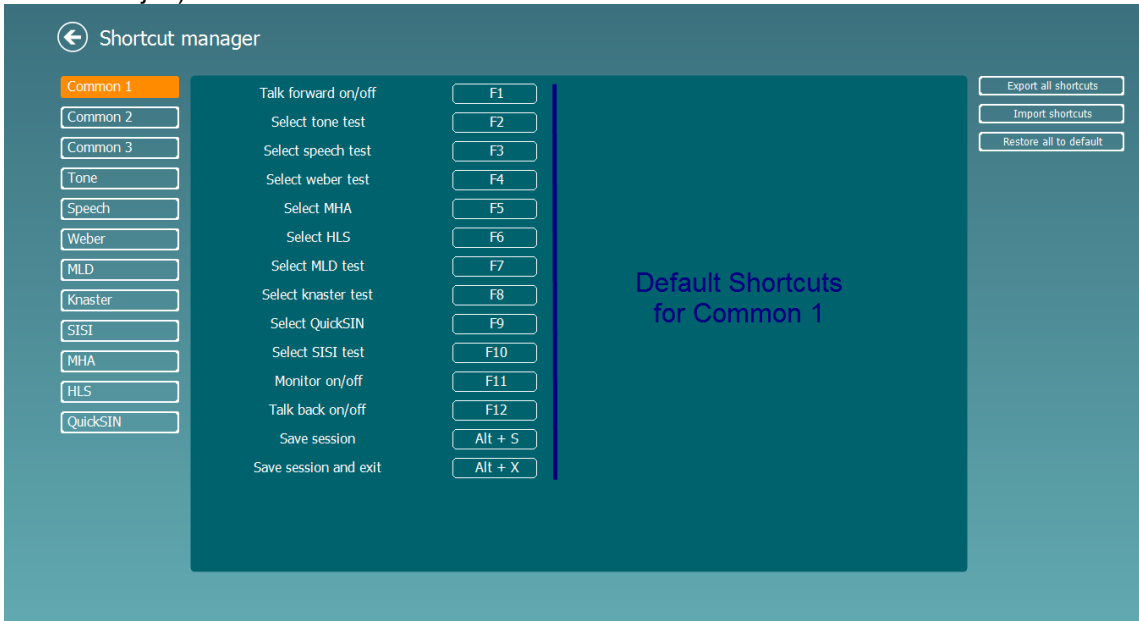 Shortcut manager
Common 1
Common 2
Common 3
Tone
Speech
Weber
MLD
Knaster
SISI
MHA
HLS
QuickSIN
Talk forward on/off F1
Select tone test F2
Select speech test F3
Select weber test F4
Select MHA F5
Select HLS F6
Select MLD test F7
Select knaster test F8
Select QuickSIN F9
Select SISI test F10
Monitor on/off F11
Talk back on/off F12
Save session Alt + S
Save session and exit Alt + X
Default Shortcuts
for Common 1
Export all shortcuts
Import shortcuts
Restore all to default